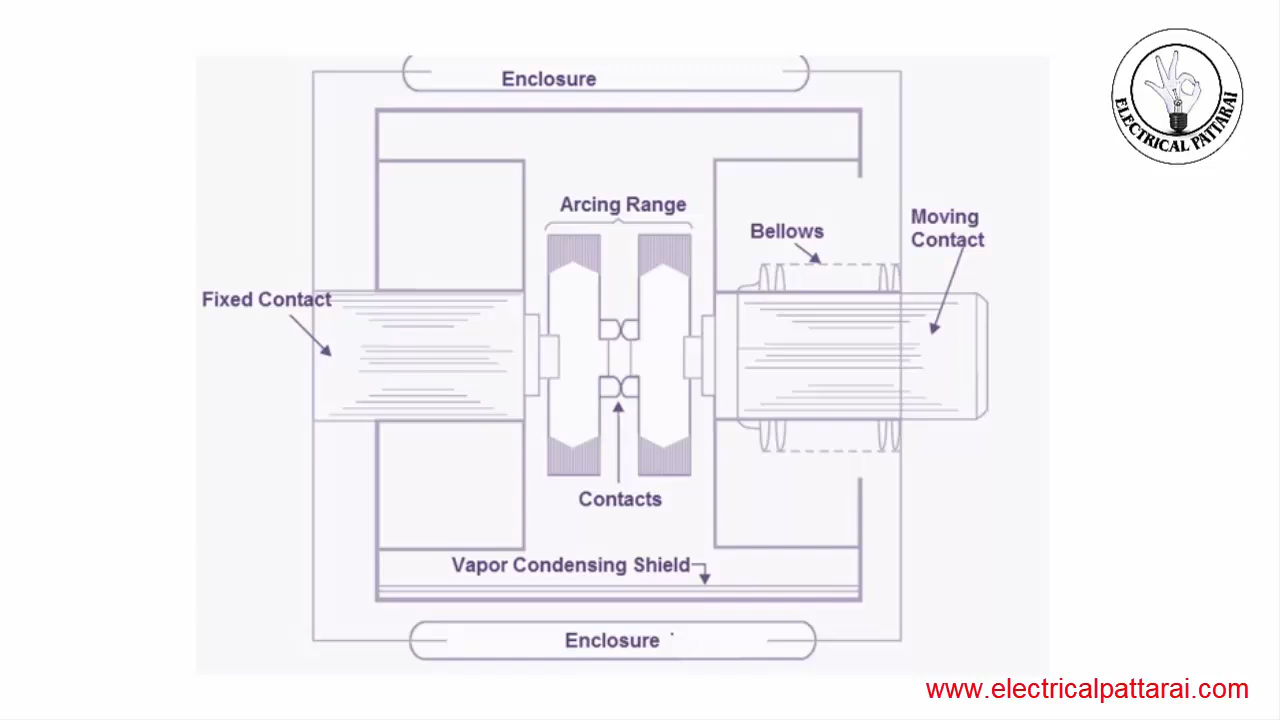 Enclosure
ELECTRICAL PATTARAI
Arcing Range
Bellows
Moving
Contact
Fixed Contact
Contacts
Vapor Condensing Shield
Enclosure
www.electricalpattarai.com